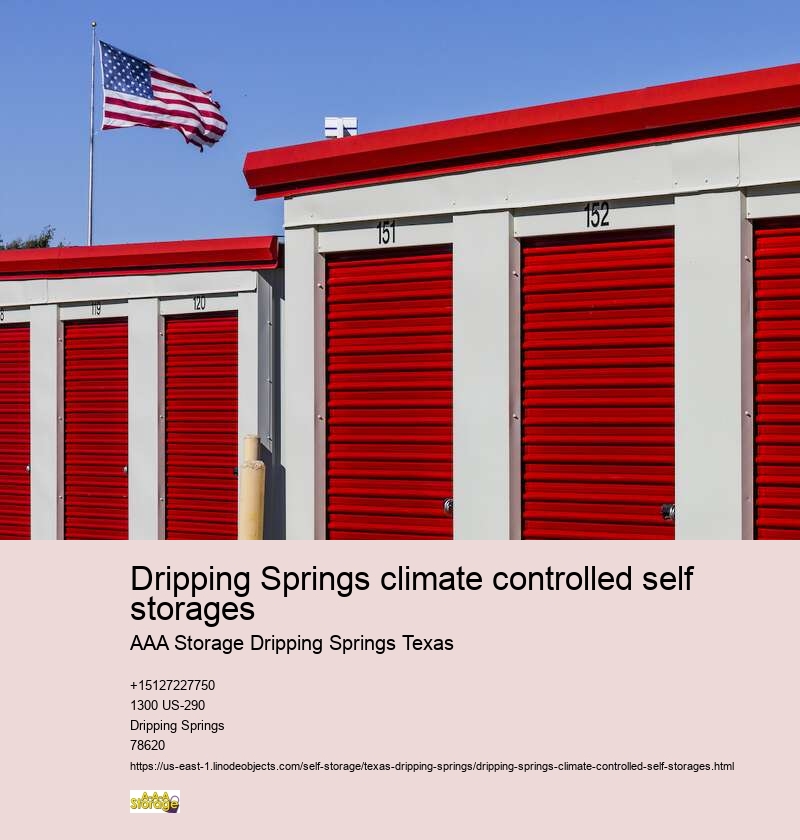 151
152
119
120
8
Dripping Springs climate controlled self
storages
AAA Storage Dripping Springs Texas
+15127227750
1300 US-290
Dripping Springs
78620
https://us-east-1.linodeobjects.com/self-storage/texas-dripping-springs/dripping-springs-climate-controlled-self-storages.html
A-AAA
Storage